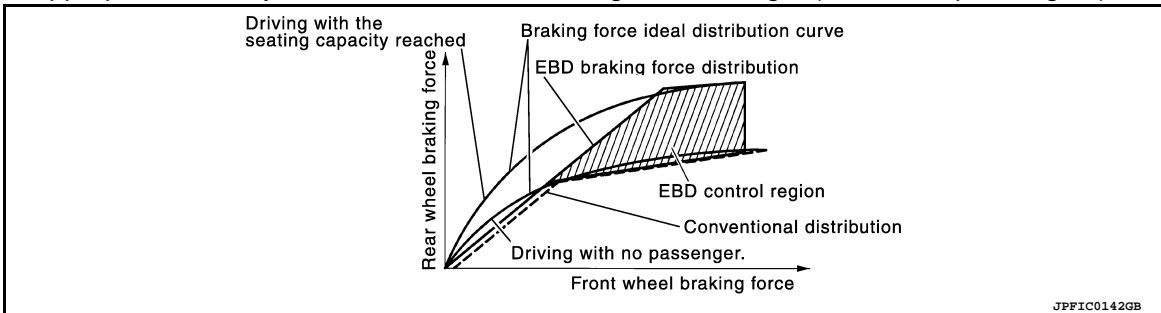 Driving with the
seating capacity reached
Braking force ideal distribution curve
EBD braking force distribution
Rear wheel braking force
EBD control region
Conventional distribution
Driving with no passenger.
Front wheel braking force
JPFIC0142GB